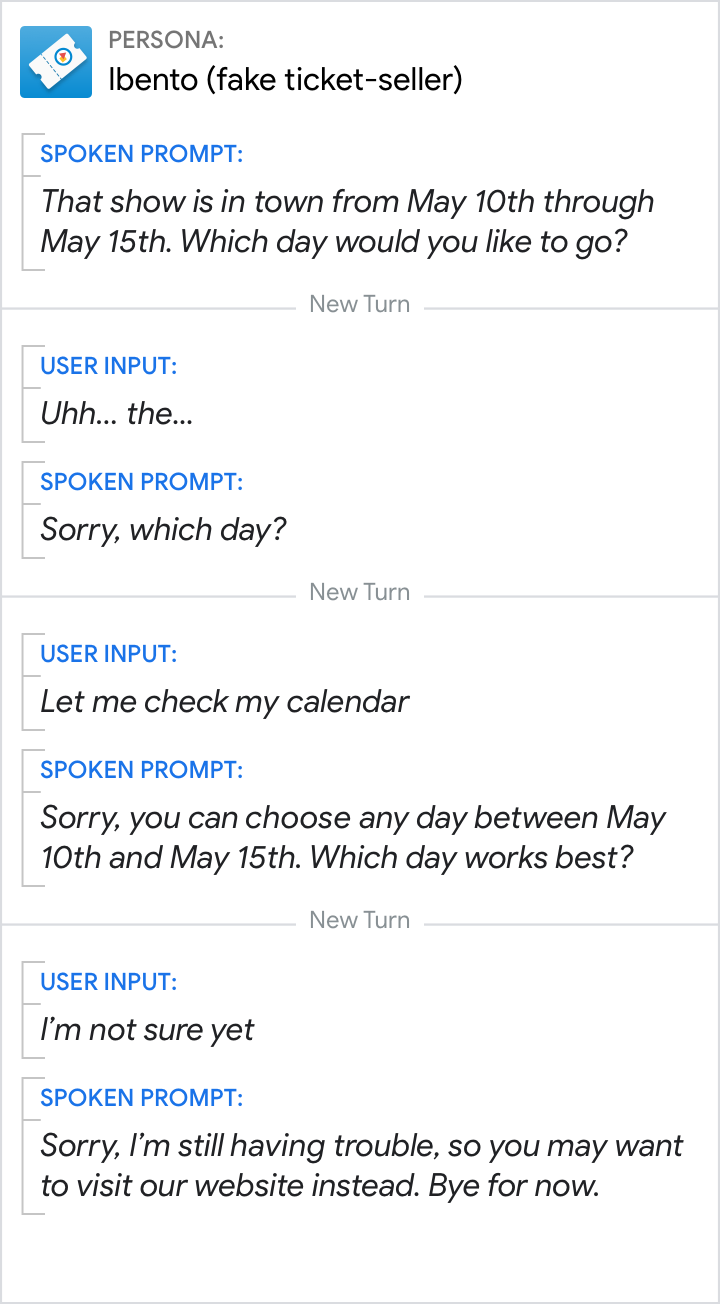 PERSONA:
Ibento (fake ticket-seller)
SPOKEN PROMPT:
That show is in town from May 10th through
May 15th. Which day would you like to go?
New Turn
USER INPUT:
Uhh... the...
SPOKEN PROMPT:
Sorry, which day?
New Turn
USER INPUT:
Let me check my calendar
SPOKEN PROMPT:
Sorry, you can choose any day between May
10th and May 15th. Which day works best?
New Turn
USER INPUT:
I’m not sure yet
SPOKEN PROMPT:
Sorry, I’m still having trouble, so you may want
to visit our website instead. Bye for now.